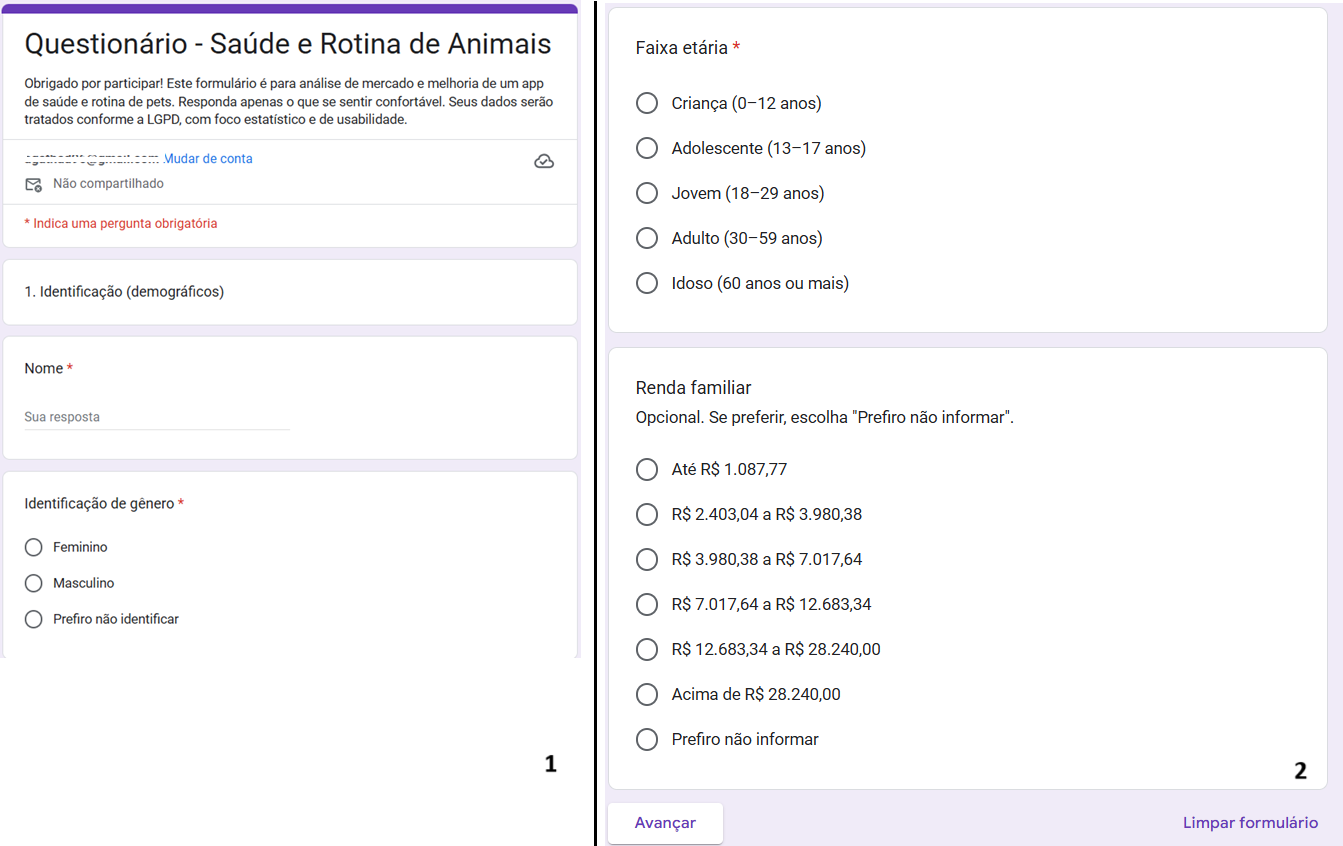 Questionário - Saúde e Rotina de Animais
Obrigado por participar! Este formulário é para análise de mercado e melhoria de um app
de saúde e rotina de pets. Responda apenas o que se sentir confortável. Seus dados serão
tratados conforme a LGPD, com foco estatístico e de usabilidade.
Mudar de conta
Não compartilhado
* Indica uma pergunta obrigatória
1. Identificação (demográficos)
Nome *
Sua resposta
Identificação de gênero *
Feminino
Masculino
Prefiro não identificar
1
Faixa etária *
Criança (0–12 anos)
Adolescente (13–17 anos)
Jovem (18–29 anos)
Adulto (30–59 anos)
Idoso (60 anos ou mais)
Renda familiar
Opcional. Se preferir, escolha "Prefiro não informar".
Até R$ 1.087,77
R$ 2.403,04 a R$ 3.980,38
R$ 3.980,38 a R$ 7.017,64
R$ 7.017,64 a R$ 12.683,34
R$ 12.683,34 a R$ 28.240,00
Acima de R$ 28.240,00
Prefiro não informar
2
Avançar
Limpar formulário